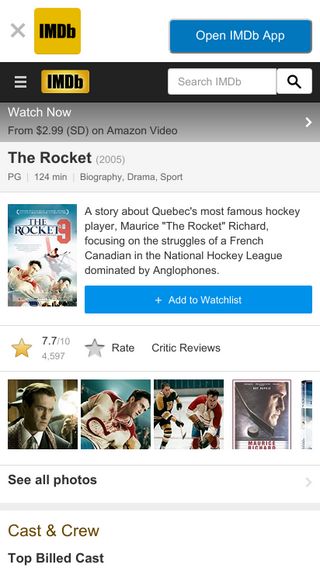 IMDb
Open IMDb App
IMDb
Search IMDb
Watch Now
From $2.99 (SD) on Amazon Video
The Rocket (2005)
PG | 124 min | Biography, Drama, Sport
THE ROCKET 9
A story about Quebec's most famous hockey
player, Maurice "The Rocket" Richard,
focusing on the struggles of a French
Canadian in the National Hockey League
dominated by Anglophones.
+ Add to Watchlist
7.7/10
4,597
Rate
Critic Reviews
MAURICE
RICHARD
See all photos
Cast & Crew
Top Billed Cast